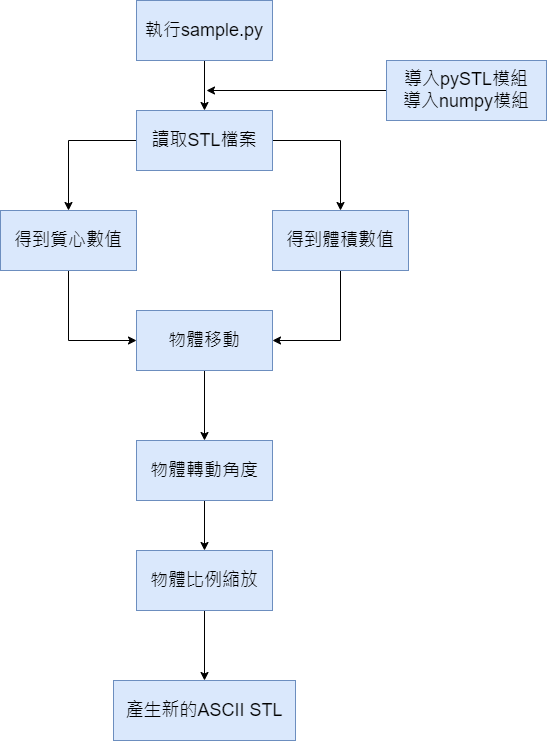 執行sample.py
導入pySTL模組
導入numpy模組
讀取STL檔案
得到質心數值
得到體積數值
物體移動
物體轉動角度
物體比例縮放
產生新的ASCII STL